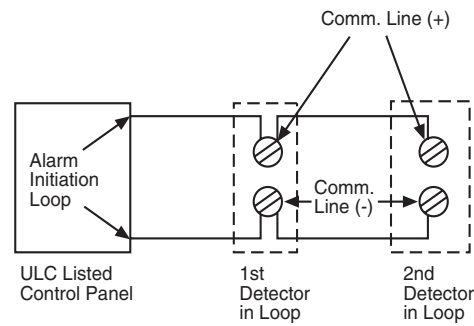 Comm. Line (+)
Alarm
Initiation
Loop
Comm.
Line (-)
ULC Listed
Control Panel
1st
Detector
in Loop
2nd
Detector
in Loop